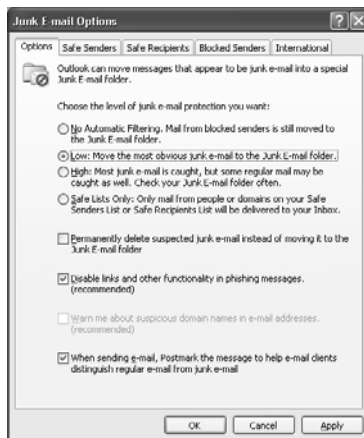 Junk E-mail Options
Options Safe Senders Safe Recipients Blocked Senders International
Outlook can move messages that appear to be junk e-mail into a special
Junk E-mail folder.
Choose the level of junk e-mail protection you want:
No Automatic Filtering. Mail from blocked senders is still moved to
the Junk E-mail folder.
Low: Move the most obvious junk e-mail to the Junk E-mail folder.
High: Most junk e-mail is caught, but some regular mail may be
caught as well. Check your Junk E-mail folder often.
Safe Lists Only: Only mail from people or domains on your Safe
Senders List or Safe Recipients List will be delivered to your Inbox.
Permanently delete suspected junk e-mail instead of moving it to the
Junk E-mail folder
Disable links and other functionality in phishing messages.
(recommended)
Warn me about suspicious domain names in e-mail addresses.
(recommended)
When sending e-mail, Postmark the message to help e-mail clients
distinguish regular e-mail from junk e-mail
OK Cancel Apply